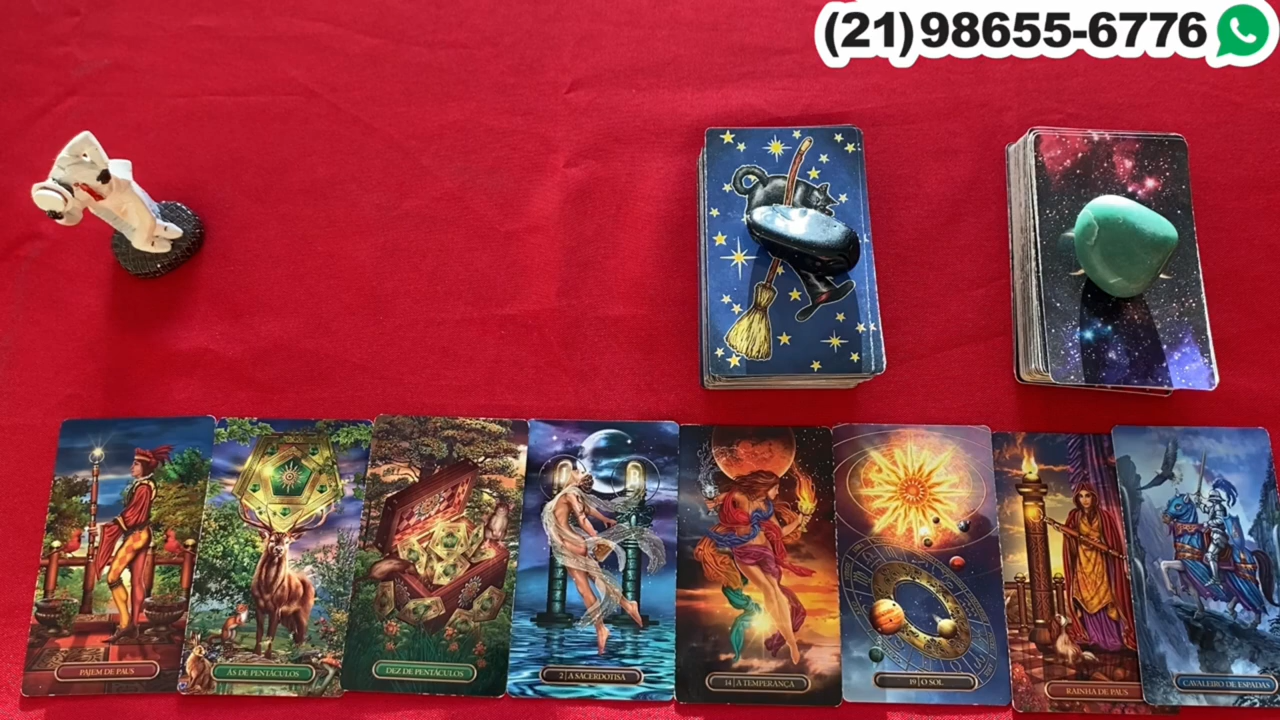 (21)98655-6776
PAJEM DE PAUS
ÁS DE PENTÁCULOS
DEZ DE PENTÁCULOS
2 | A SACERDOTISA
14 | A TEMPERANÇA
19 | O SOL
RAINHA DE PAUS
CAVALEIRO DE ESPADAS